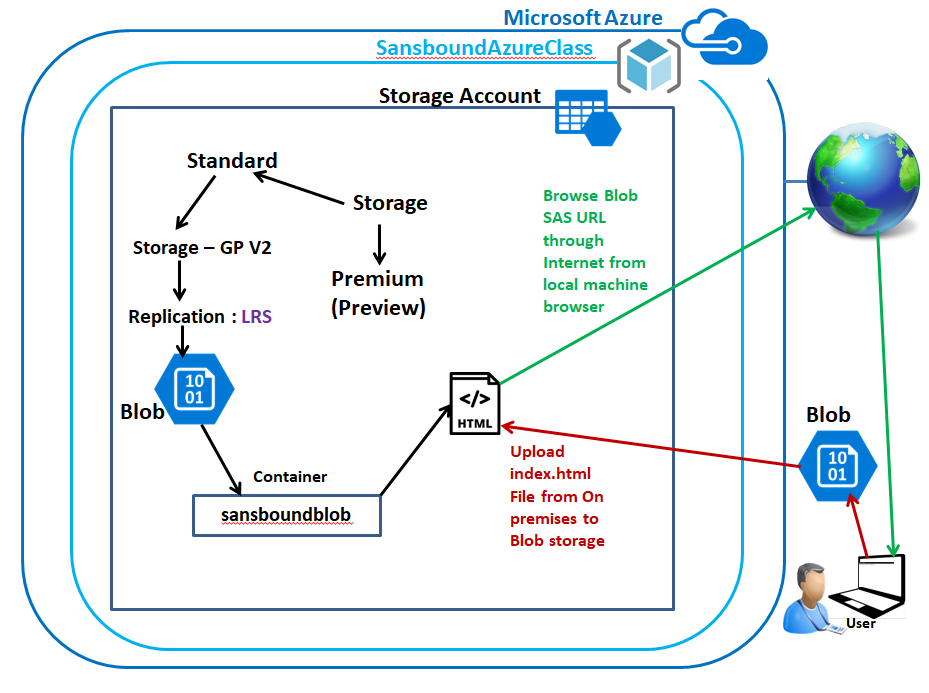 Microsoft Azure
SansboundAzureClass
Storage Account
Standard
Storage
Storage – GP V2
Premium
(Preview)
Replication : LRS
10
01
Blob
Container
sansboundblob
</>
HTML
Browse Blob
SAS URL
through
Internet from
local machine
browser
Upload
index.html
File from On
premises to
Blob storage
Blob
10
01
User